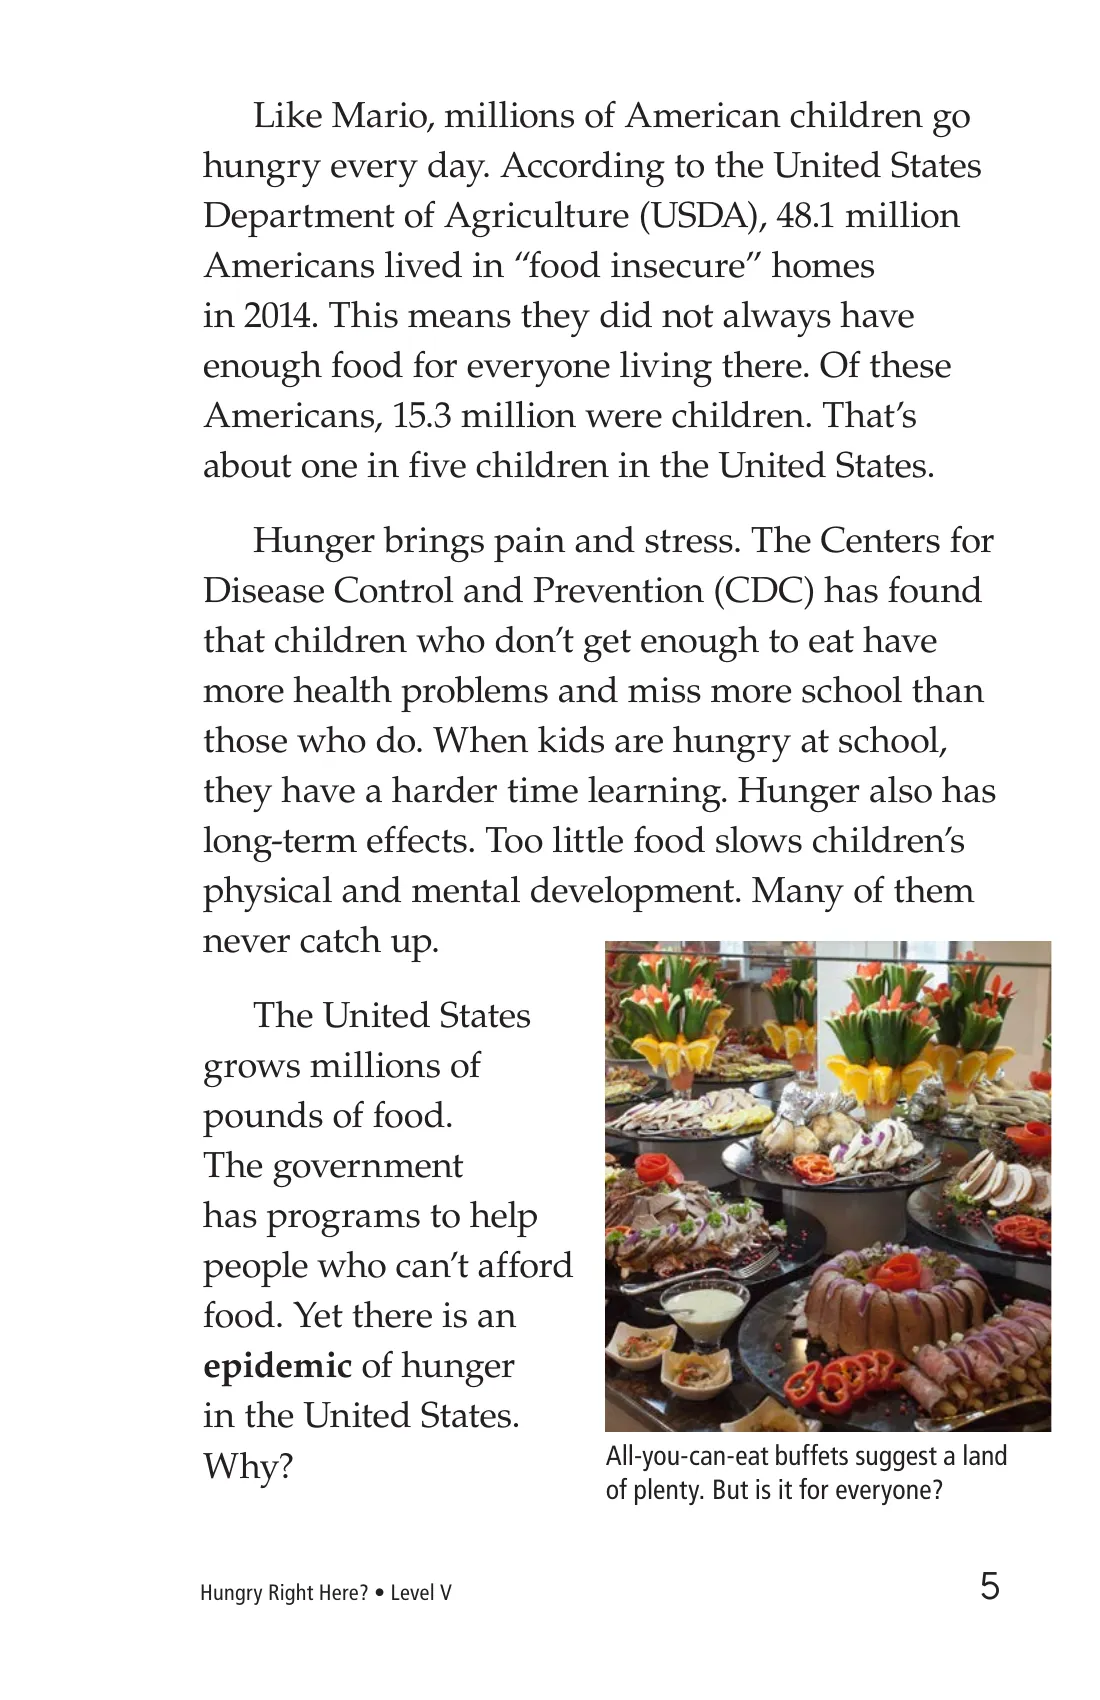 Like Mario, millions of American children go
hungry every day. According to the United States
Department of Agriculture (USDA), 48.1 million
Americans lived in “food insecure” homes
in 2014. This means they did not always have
enough food for everyone living there. Of these
Americans, 15.3 million were children. That’s
about one in five children in the United States.
Hunger brings pain and stress. The Centers for
Disease Control and Prevention (CDC) has found
that children who don’t get enough to eat have
more health problems and miss more school than
those who do. When kids are hungry at school,
they have a harder time learning. Hunger also has
long-term effects. Too little food slows children’s
physical and mental development. Many of them
never catch up.
The United States
grows millions of
pounds of food.
The government
has programs to help
people who can’t afford
food. Yet there is an
epidemic of hunger
in the United States.
Why?
All-you-can-eat buffets suggest a land
of plenty. But is it for everyone?
Hungry Right Here? • Level V
5